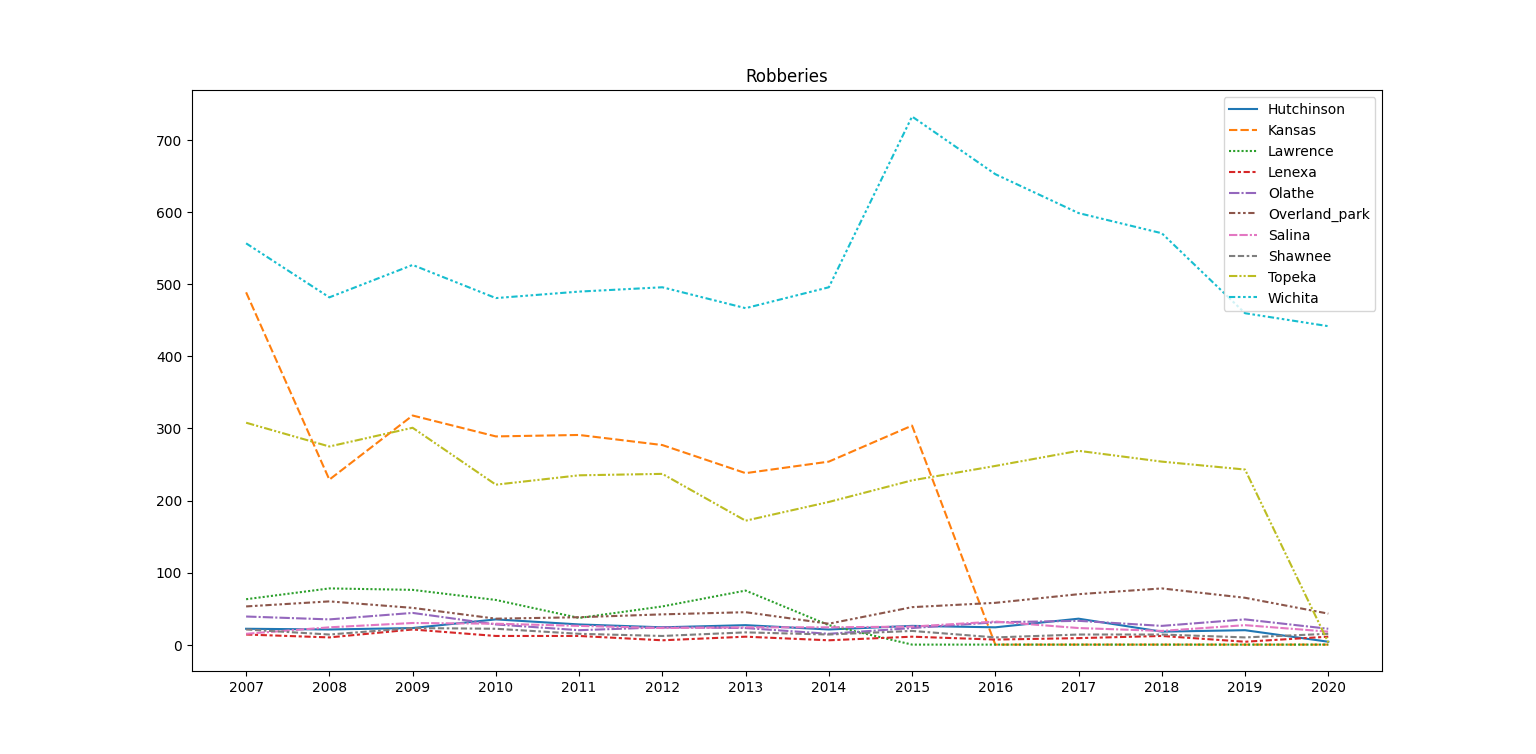 Robberies
700
600
500
400
300
200
100
0
2007 2008 2009 2010 2011 2012 2013 2014 2015 2016 2017 2018 2019 2020
Hutchinson
Kansas
Lawrence
Lenexa
Olathe
Overland_park
Salina
Shawnee
Topeka
Wichita